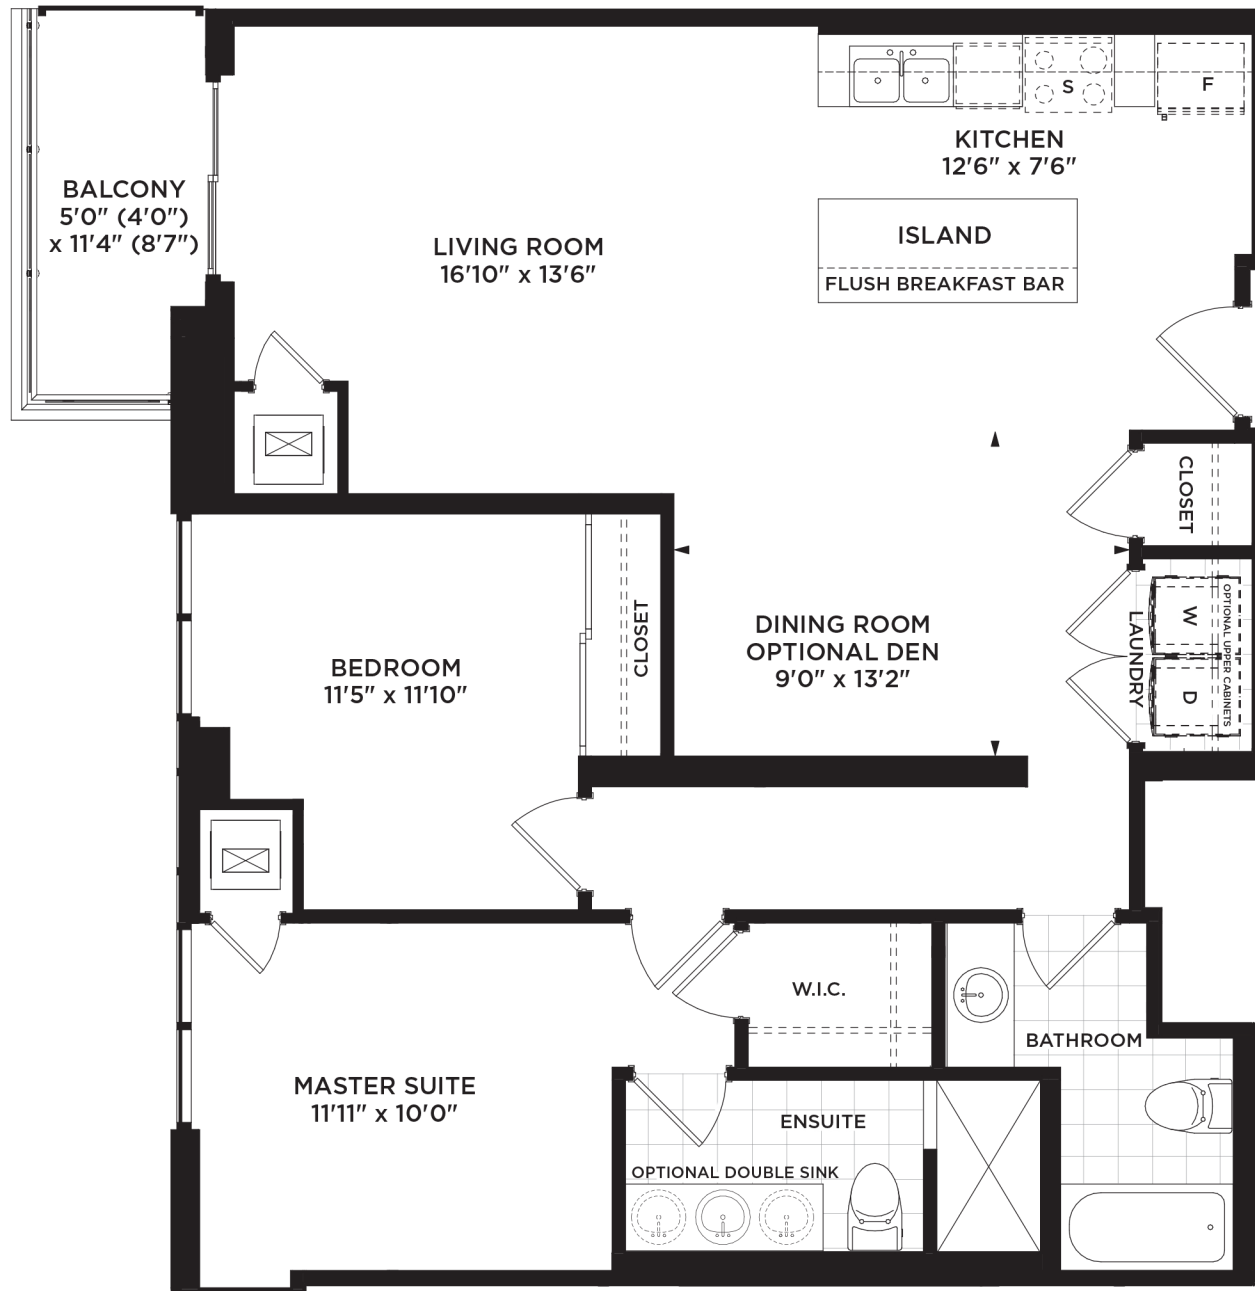 S
F
KITCHEN
12'6" x 7'6"
BALCONY
5'0" (4'0")
x 11'4" (8'7")
LIVING ROOM
16'10" x 13'6"
ISLAND
FLUSH BREAKFAST BAR
CLOSET
CLOSET
DINING ROOM
OPTIONAL DEN
9'0" x 13'2"
LAUNDRY
W
D
OPTIONAL UPPER CABINETS
BEDROOM
11'5" x 11'10"
W.I.C.
BATHROOM
MASTER SUITE
11'11" x 10'0"
ENSUITE
OPTIONAL DOUBLE SINK